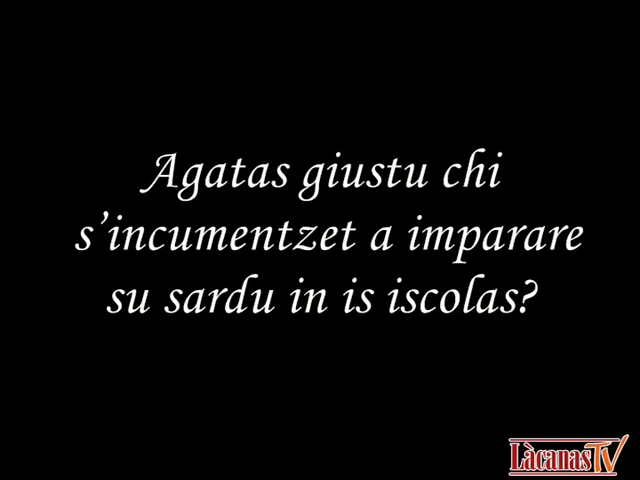 Agatas giustu chi
s’incumentzet a imparare
su sardu in is iscolas?
LàcanasTV